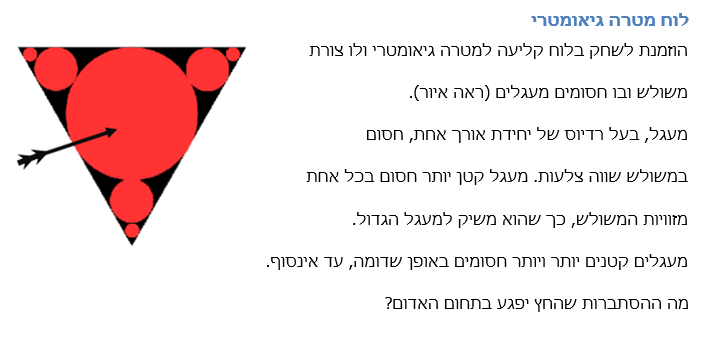 לוח מטרה גיאומטרי
הוזמנת לשחק בלוח קליעה למטרה גיאומטרי ולו צורת
משולש ובו חסומים מעגלים (ראה איור).
מעגל, בעל רדיוס של יחידת אורך אחת, חסום
במשולש שווה צלעות. מעגל קטן יותר חסום בכל אחת
מזוויות המשולש, כך שהוא משיק למעגל הגדול.
מעגלים קטנים יותר ויותר חסומים באופן שדומה, עד אינסוף.
מה ההסתברות שהחץ יפגע בתחום האדום?